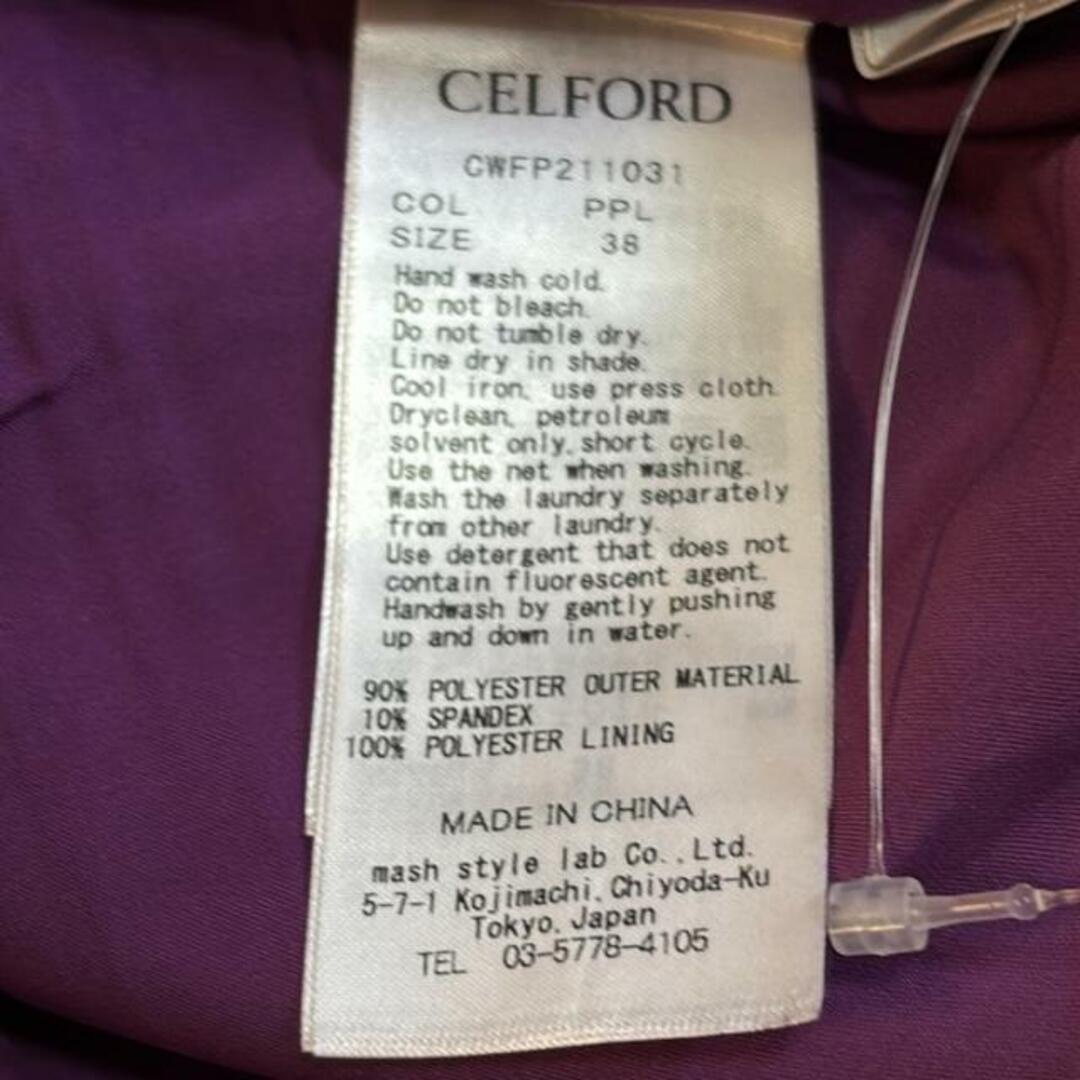 CELFORD
CWFP211031
COL PPL
SIZE 38
Hand wash cold.
Do not bleach.
Do not tumble dry.
Line dry in shade.
Cool iron, use press cloth.
Dryclean, petroleum
solvent only, short cycle.
Use the net when washing.
Wash the laundry separately
from other laundry.
Use detergent that does not
contain fluorescent agent.
Handwash by gently pushing
up and down in water.
90% POLYESTER OUTER MATERIAL
10% SPANDEX
100% POLYESTER LINING
MADE IN CHINA
mash style lab Co.,Ltd.
5-7-1 Kojimachi,Chiyoda-Ku
Tokyo,Japan
TEL 03-5778-4105